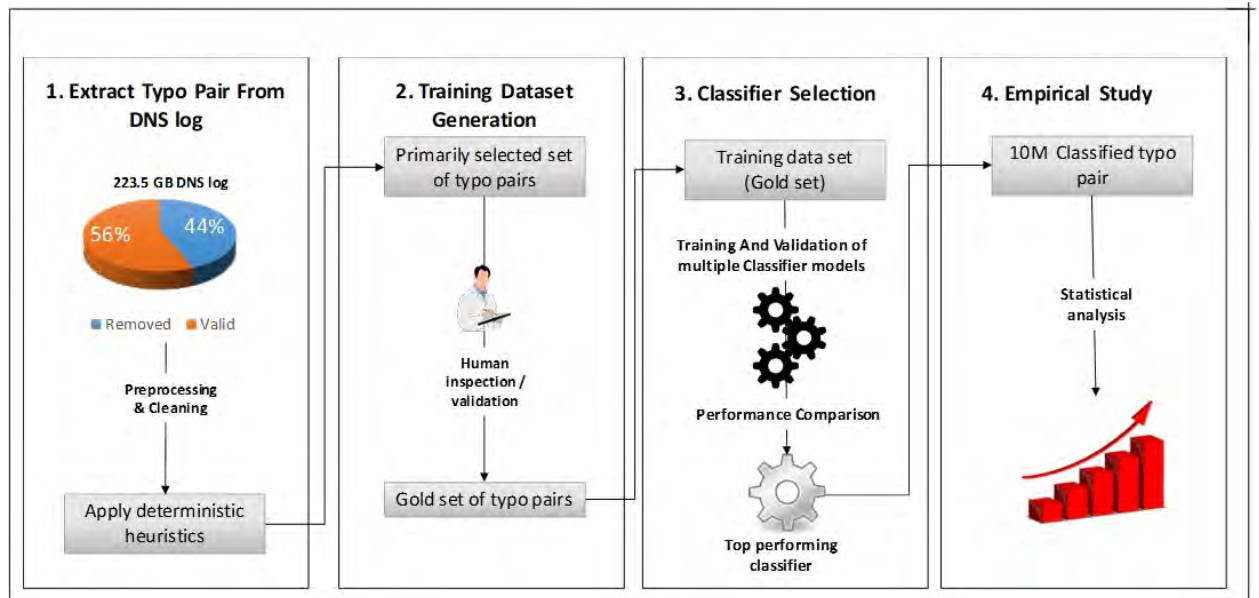 1. Extract Typo Pair From
DNS log
223.5 GB DNS log
56%
44%
Removed
Valid
Preprocessing
& Cleaning
Apply deterministic
heuristics
2. Training Dataset
Generation
Primarily selected set
of typo pairs
Human
inspection /
validation
Gold set of typo pairs
3. Classifier Selection
Training data set
(Gold set)
Training And Validation of
multiple Classifier models
Performance Comparison
Top performing
classifier
4. Empirical Study
10M Classified typo
pair
Statistical
analysis